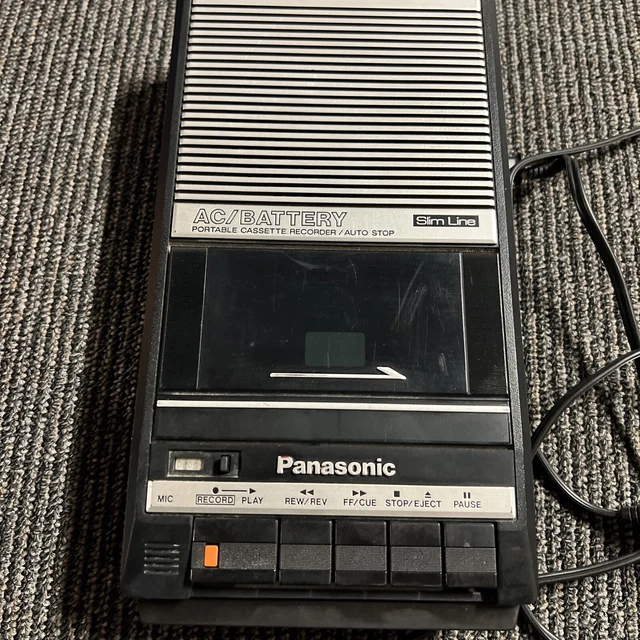 AC/BATTERY
PORTABLE CASSETTE RECORDER/AUTO STOP
Slim Line
Panasonic
MIC RECORD PLAY REW/REV FF/CUE STOP/EJECT PAUSE